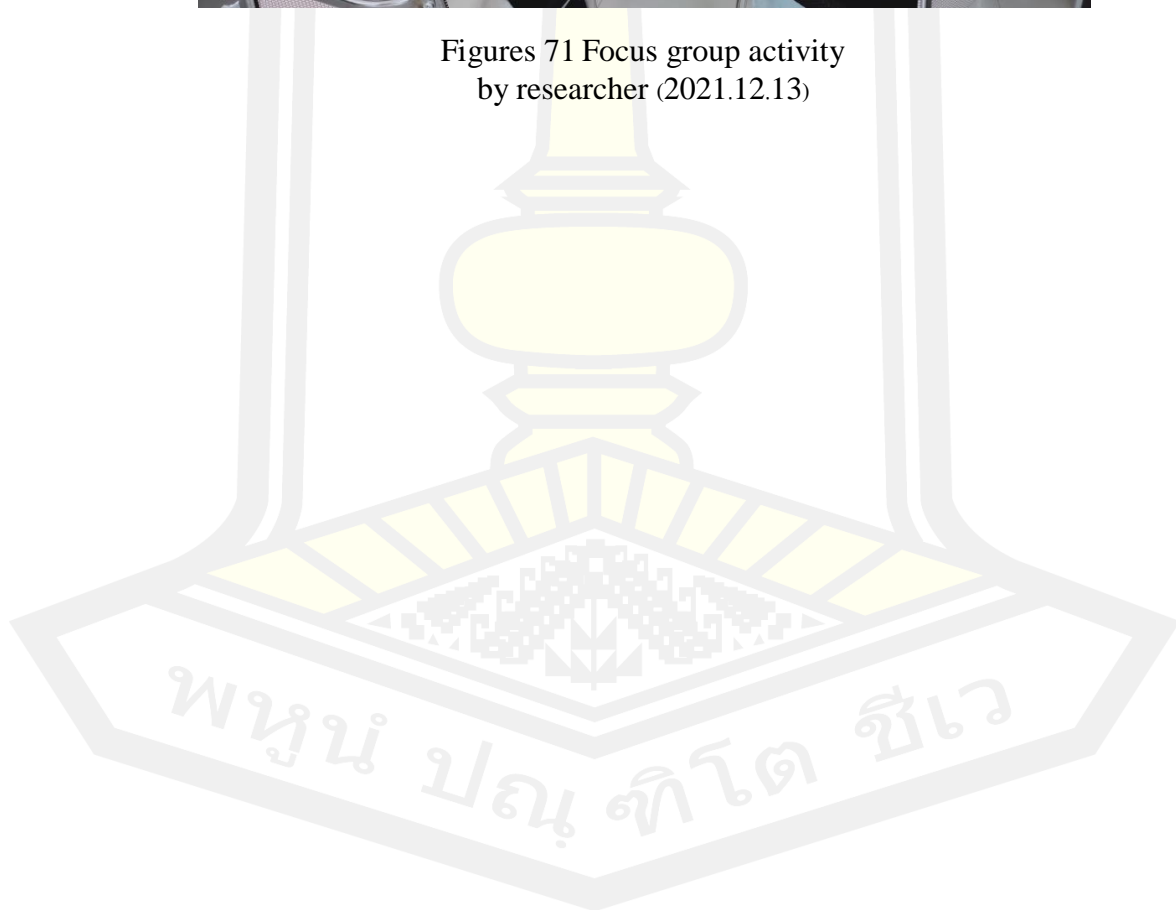 Figures 71 Focus group activity
by researcher (2021.12.13)
พหูนํ ปณฺฑิโต ชีเว